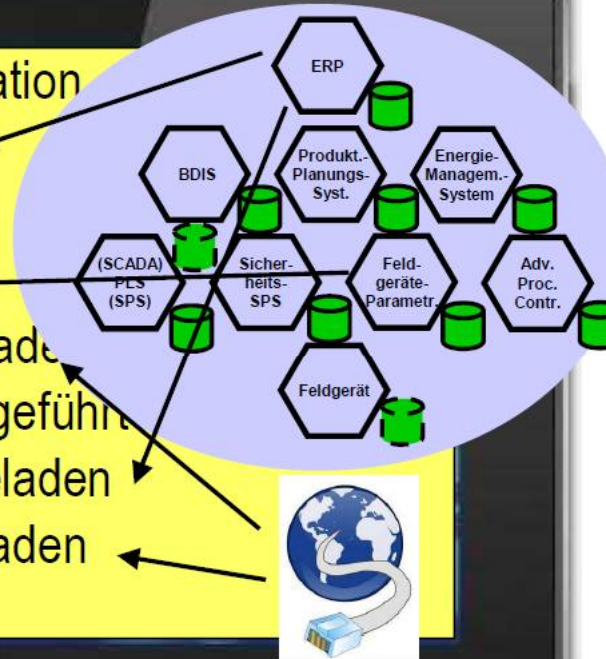 ation
ERP
BDIS
Produkt.-
Planungs-
Syst.
Energie-
Managem.-
System
(SCADA)
PLS
(SPS)
Sicher-
heits-
SPS
Feld-
geräte-
Parametr.
Adv.
Proc.
Contr.
Feldgerät
ade
geführt
eladen
aden